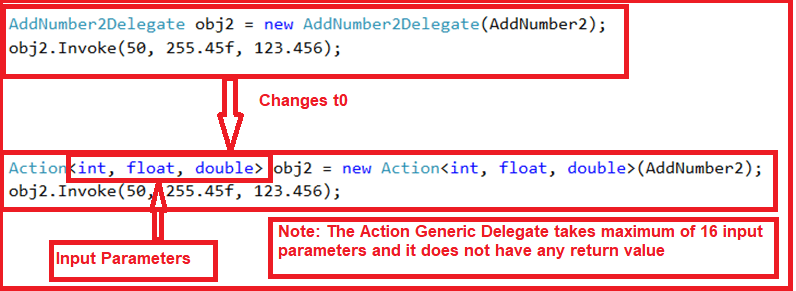 AddNumber2Delegate obj2 = new AddNumber2Delegate(AddNumber2);
obj2.Invoke(50, 255.45f, 123.456);
Changes t0
Action<int, float, double> obj2 = new Action<int, float, double>(AddNumber2);
obj2.Invoke(50, 255.45f, 123.456);
Input Parameters
Note: The Action Generic Delegate takes maximum of 16 input
parameters and it does not have any return value